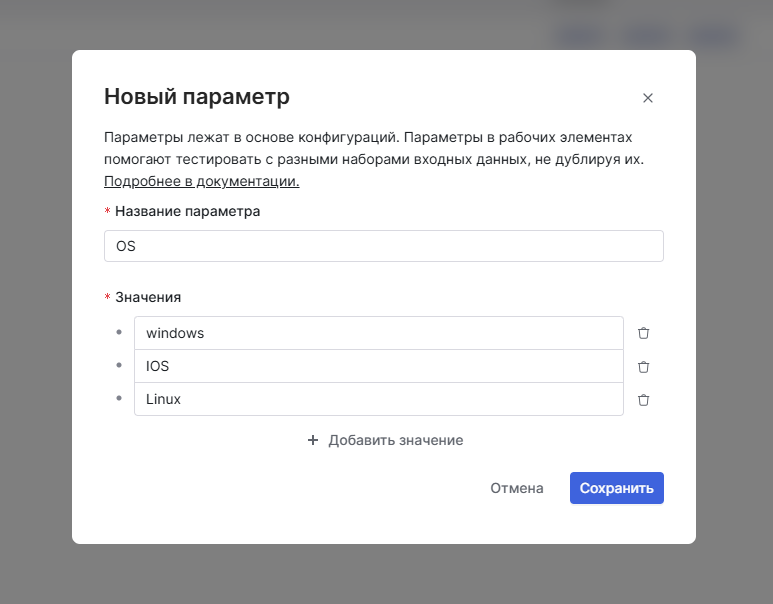 Новый параметр
Параметры лежат в основе конфигураций. Параметры в рабочих элементах
помогают тестировать с разными наборами входных данных, не дублируя их.
Подробнее в документации.
* Название параметра
OS
* Значения
windows
IOS
Linux
+ Добавить значение
Отмена Сохранить